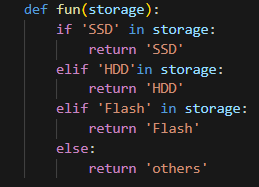 def fun(storage):
    if 'SSD' in storage:
        return 'SSD'
    elif 'HDD'in storage:
        return 'HDD'
    elif 'Flash' in storage:
        return 'Flash'
    else:
        return 'others'